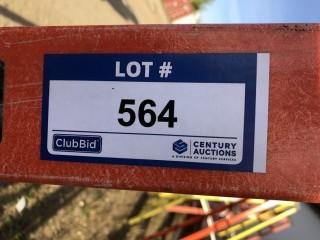 LOT #
564
ClubBid
CENTURY
AUCTIONS
A DIVISION OF CENTURY SERVICES